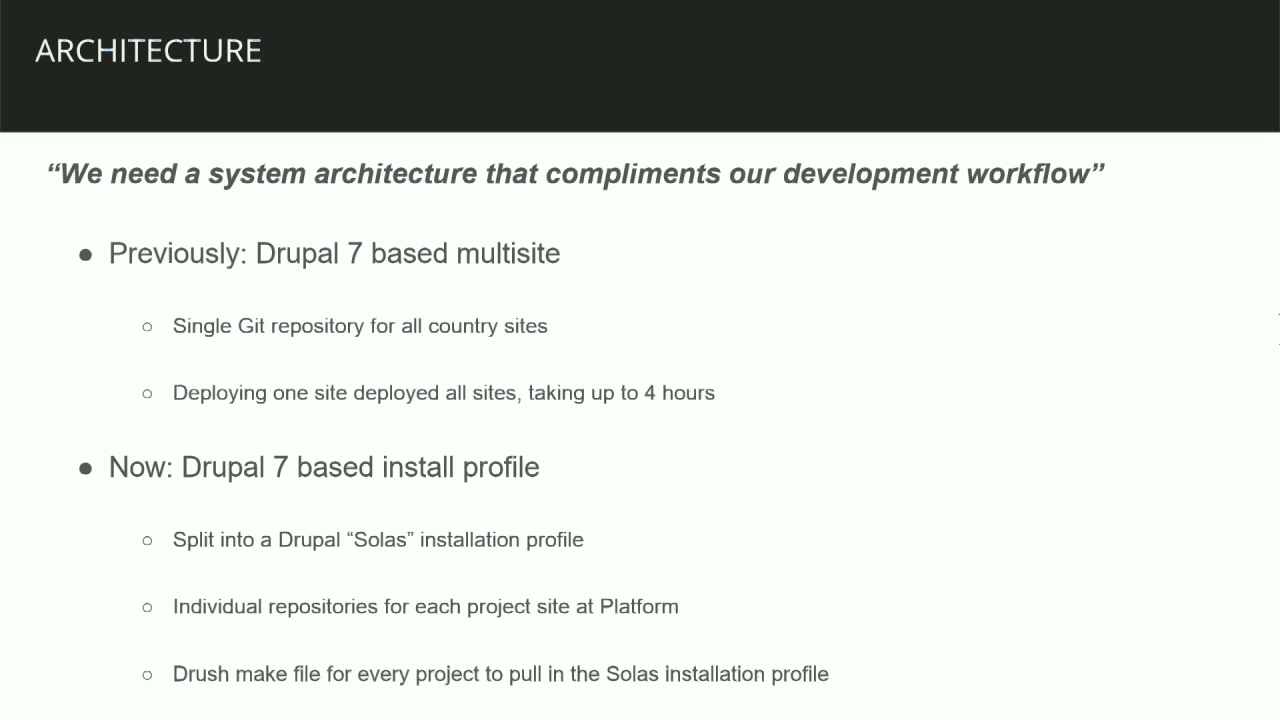 ARCHITECTURE
“We need a system architecture that compliments our development workflow”
● Previously: Drupal 7 based multisite
○ Single Git repository for all country sites
○ Deploying one site deployed all sites, taking up to 4 hours
● Now: Drupal 7 based install profile
○ Split into a Drupal “Solas” installation profile
○ Individual repositories for each project site at Platform
○ Drush make file for every project to pull in the Solas installation profile